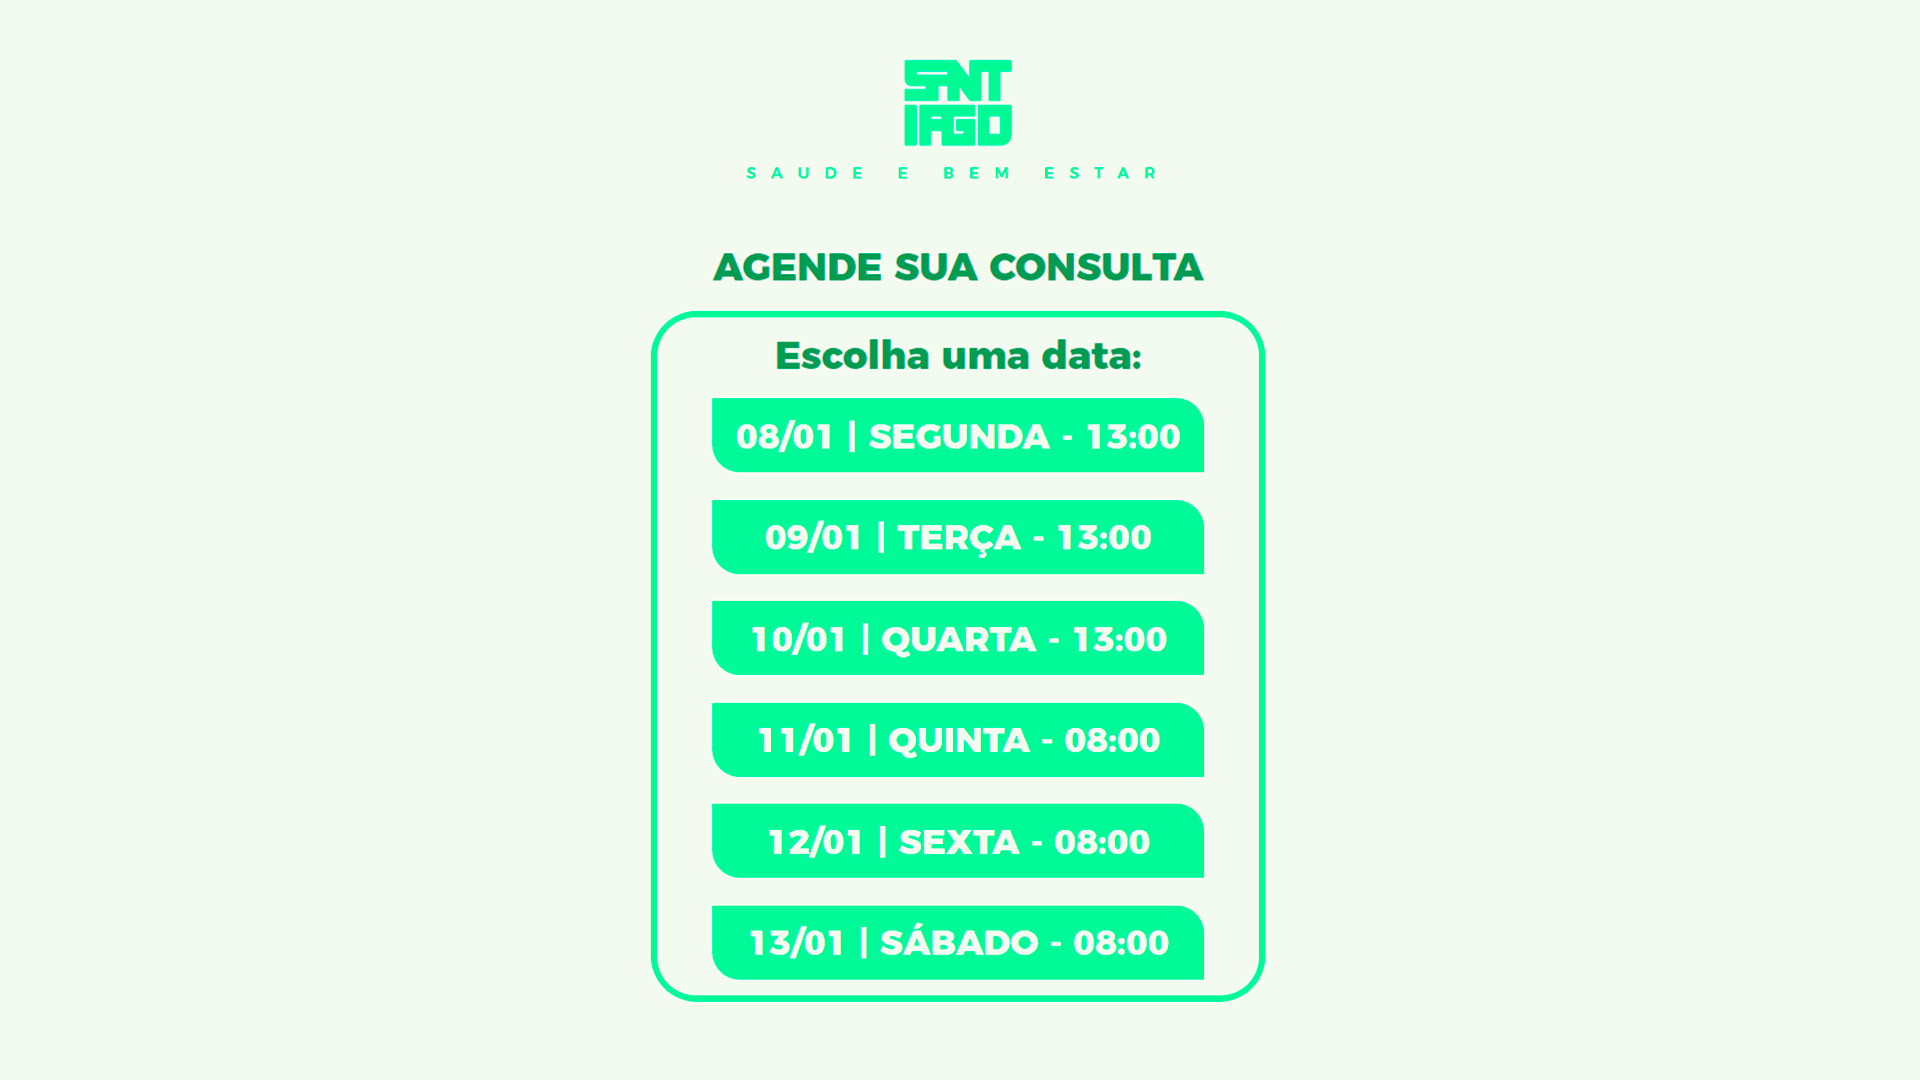 SANT
IAGO
SAUDE E BEM ESTAR
AGENDE SUA CONSULTA
Escolha uma data:
08/01 | SEGUNDA - 13:00
09/01 | TERÇA - 13:00
10/01 | QUARTA - 13:00
11/01 | QUINTA - 08:00
12/01 | SEXTA - 08:00
13/01 | SÁBADO - 08:00